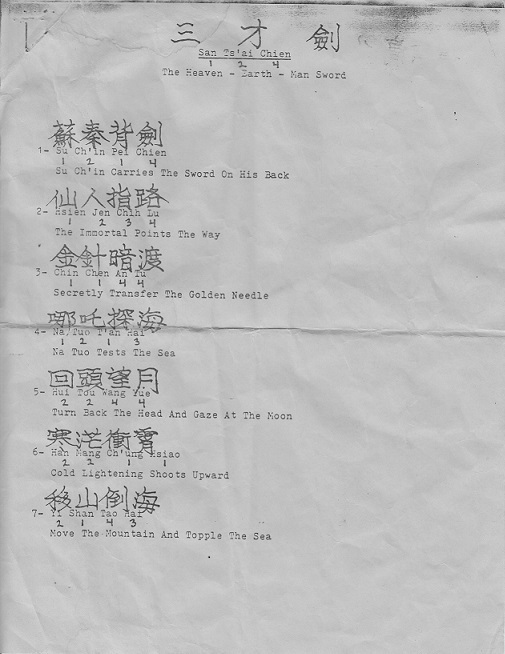 三才劍
San Ts'ai Chien
1 2 4
The Heaven - Earth - Man Sword
蘇秦背劍
1- Su Ch'in Pei Chien
1 2 1 4
Su Ch'in Carries The Sword On His Back
仙人指路
2- Hsien Jen Chih Lu
1 2 3 4
The Immortal Points The Way
金針暗渡
3- Chin Chen An Tu
1 1 4 4
Secretly Transfer The Golden Needle
哪吒探海
4- Na Tuo T'an Hai
1 2 1 3
Na Tuo Tests The Sea
回頭望月
5- Hui Tou Wang Yue
2 2 4 4
Turn Back The Head And Gaze At The Moon
寒芒衝霄
6- Han Mang Ch'ung Hsiao
2 2 1 1
Cold Lightening Shoots Upward
移山倒海
7- Yi Shan Tao Hai
2 1 4 3
Move The Mountain And Topple The Sea